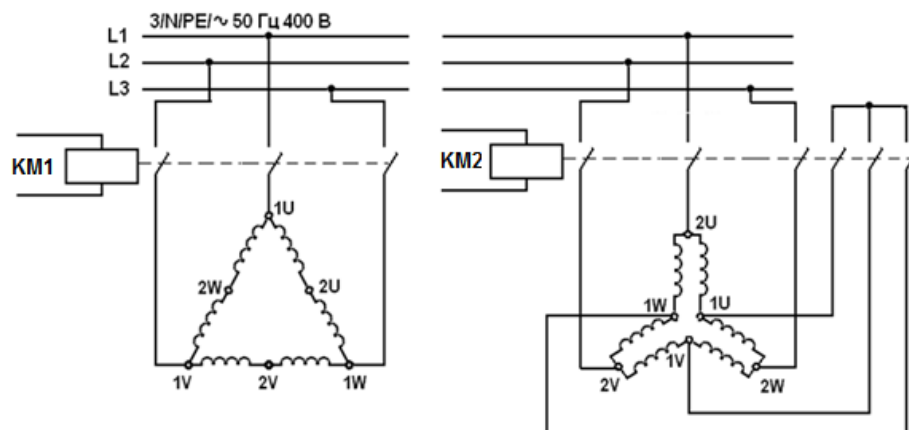 3/N/PE/~ 50 Гц 400 В
L1
L2
L3
KM1
1U
2W
2U
1V
2V
1W
KM2
2U
1W
1U
1V
2V
2W